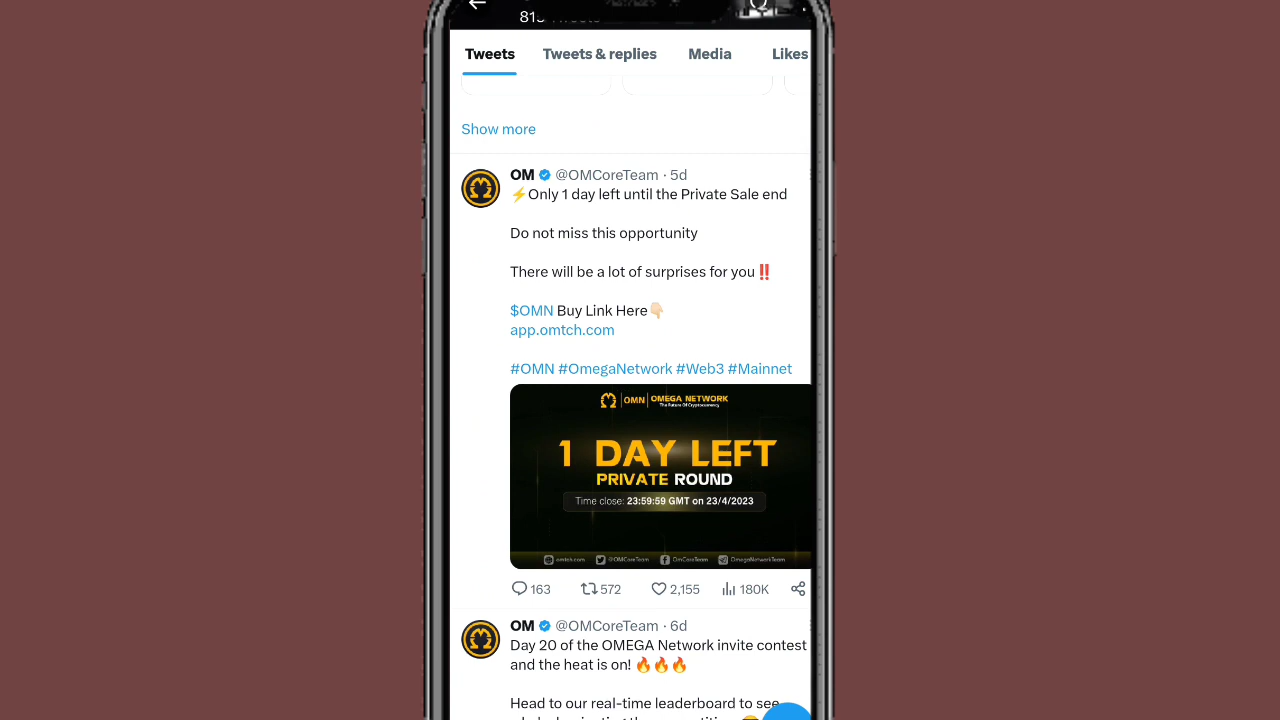 Tweets Tweets & replies Media Likes
Show more
OM @OMCoreTeam · 5d
⚡Only 1 day left until the Private Sale end
Do not miss this opportunity
There will be a lot of surprises for you‼️
$OMN Buy Link Here👇🏻
app.omtch.com
#OMN #OmegaNetwork #Web3 #Mainnet
OMN OMEGA NETWORK
The Future Of Cryptocurrency
1 DAY LEFT
PRIVATE ROUND
Time close: 23:59:59 GMT on 23/4/2023
omtch.com @OMCoreTeam OmCoreTeam OmegaNetworkTeam
163 572 2,155 180K
OM @OMCoreTeam · 6d
Day 20 of the OMEGA Network invite contest
and the heat is on! 🔥🔥🔥
Head to our real-time leaderboard to see